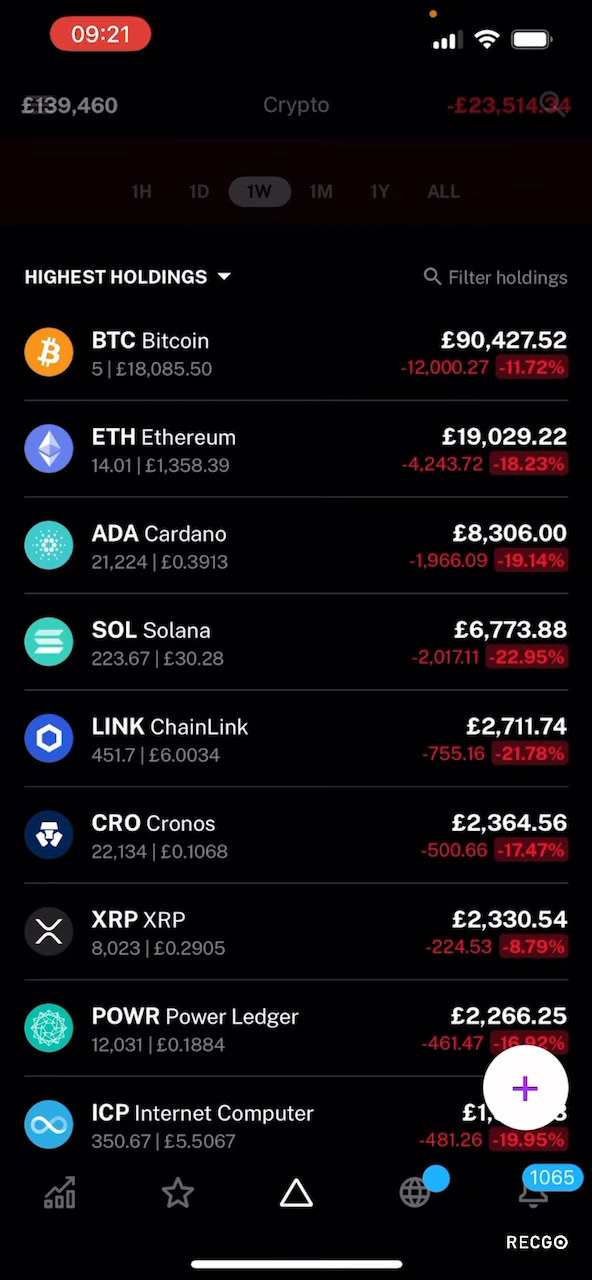 09:21
£139,460 Crypto -£23,514.34
1H 1D 1W 1M 1Y ALL
HIGHEST HOLDINGS Filter holdings
BTC Bitcoin £90,427.52
5 | £18,085.50 -12,000.27 -11.72%
ETH Ethereum £19,029.22
14.01 | £1,358.39 -4,243.72 -18.23%
ADA Cardano £8,306.00
21,224 | £0.3913 -1,966.09 -19.14%
SOL Solana £6,773.88
223.67 | £30.28 -2,017.11 -22.95%
LINK ChainLink £2,711.74
451.7 | £6.0034 -755.16 -21.78%
CRO Cronos £2,364.56
22,134 | £0.1068 -500.66 -17.47%
XRP XRP £2,330.54
8,023 | £0.2905 -224.53 -8.79%
POWR Power Ledger £2,266.25
12,031 | £0.1884 -461.47 -16.92%
ICP Internet Computer
350.67 | £5.5067 -481.26 -19.95%
1065
RECGO